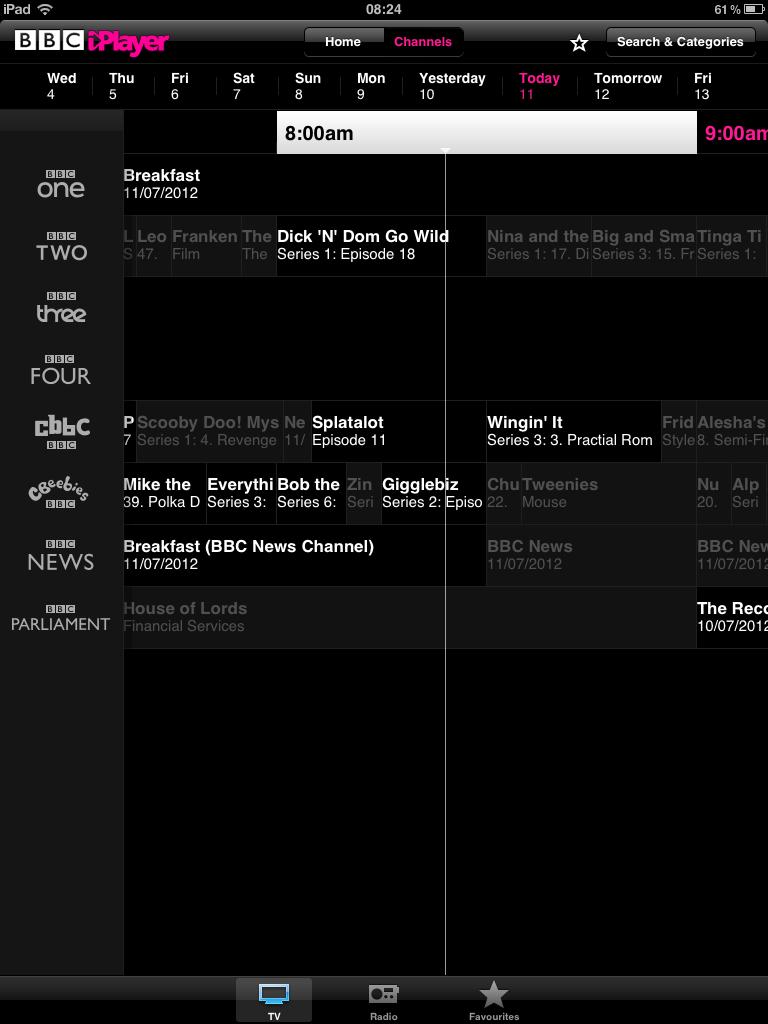 iPad 08:24 61 %
BBC iPlayer Home Channels Search & Categories
Wed Thu Fri Sat Sun Mon Yesterday Today Tomorrow Fri
4 5 6 7 8 9 10 11 12 13
8:00am 9:00am
BBC one
Breakfast
11/07/2012
BBC TWO
L Leo Franken The Dick 'N' Dom Go Wild Nina and the Big and Sma Tinga Ti
S 47. Film The Series 1: Episode 18 Series 1: 17. Di Series 3: 15. Fr Series 1:
BBC three
BBC FOUR
cbbc BBC
P Scooby Doo! Mys Ne Splatalot Wingin' It Frid Alesha's
7 Series 1: 4. Revenge 11/ Episode 11 Series 3: 3. Practial Rom Style 8. Semi-Fi
CBeebies BBC
Mike the Everythi Bob the Zin Gigglebiz Chu Tweenies Nu Alp
39. Polka D Series 3: Series 6: Seri Series 2: Episo 22. Mouse 20. Seri
BBC NEWS
Breakfast (BBC News Channel) BBC News BBC New
11/07/2012 11/07/2012 11/07/2012
BBC PARLIAMENT
House of Lords The Reco
Financial Services 10/07/2012
TV Radio Favourites